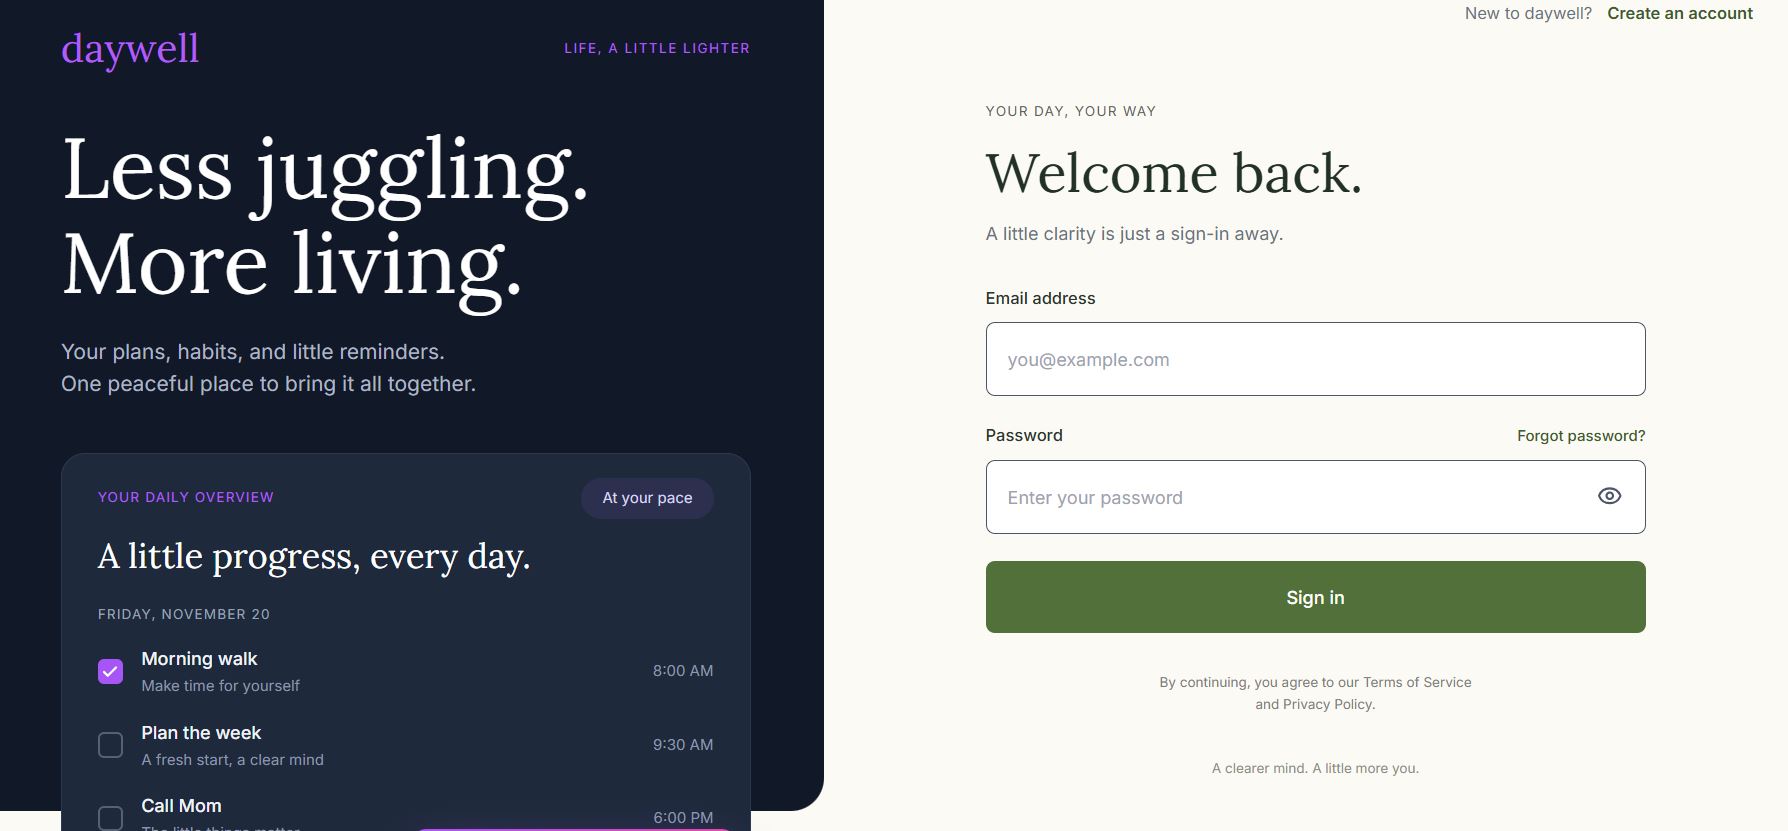 daywell
LIFE, A LITTLE LIGHTER
Less juggling.
More living.
Your plans, habits, and little reminders.
One peaceful place to bring it all together.
YOUR DAILY OVERVIEW
At your pace
A little progress, every day.
FRIDAY, NOVEMBER 20
Morning walk
Make time for yourself
8:00 AM
Plan the week
A fresh start, a clear mind
9:30 AM
Call Mom
6:00 PM
The little things matter
New to daywell? Create an account
YOUR DAY, YOUR WAY
Welcome back.
A little clarity is just a sign-in away.
Email address
you@example.com
Password
Forgot password?
Enter your password
Sign in
By continuing, you agree to our Terms of Service
and Privacy Policy.
A clearer mind. A little more you.